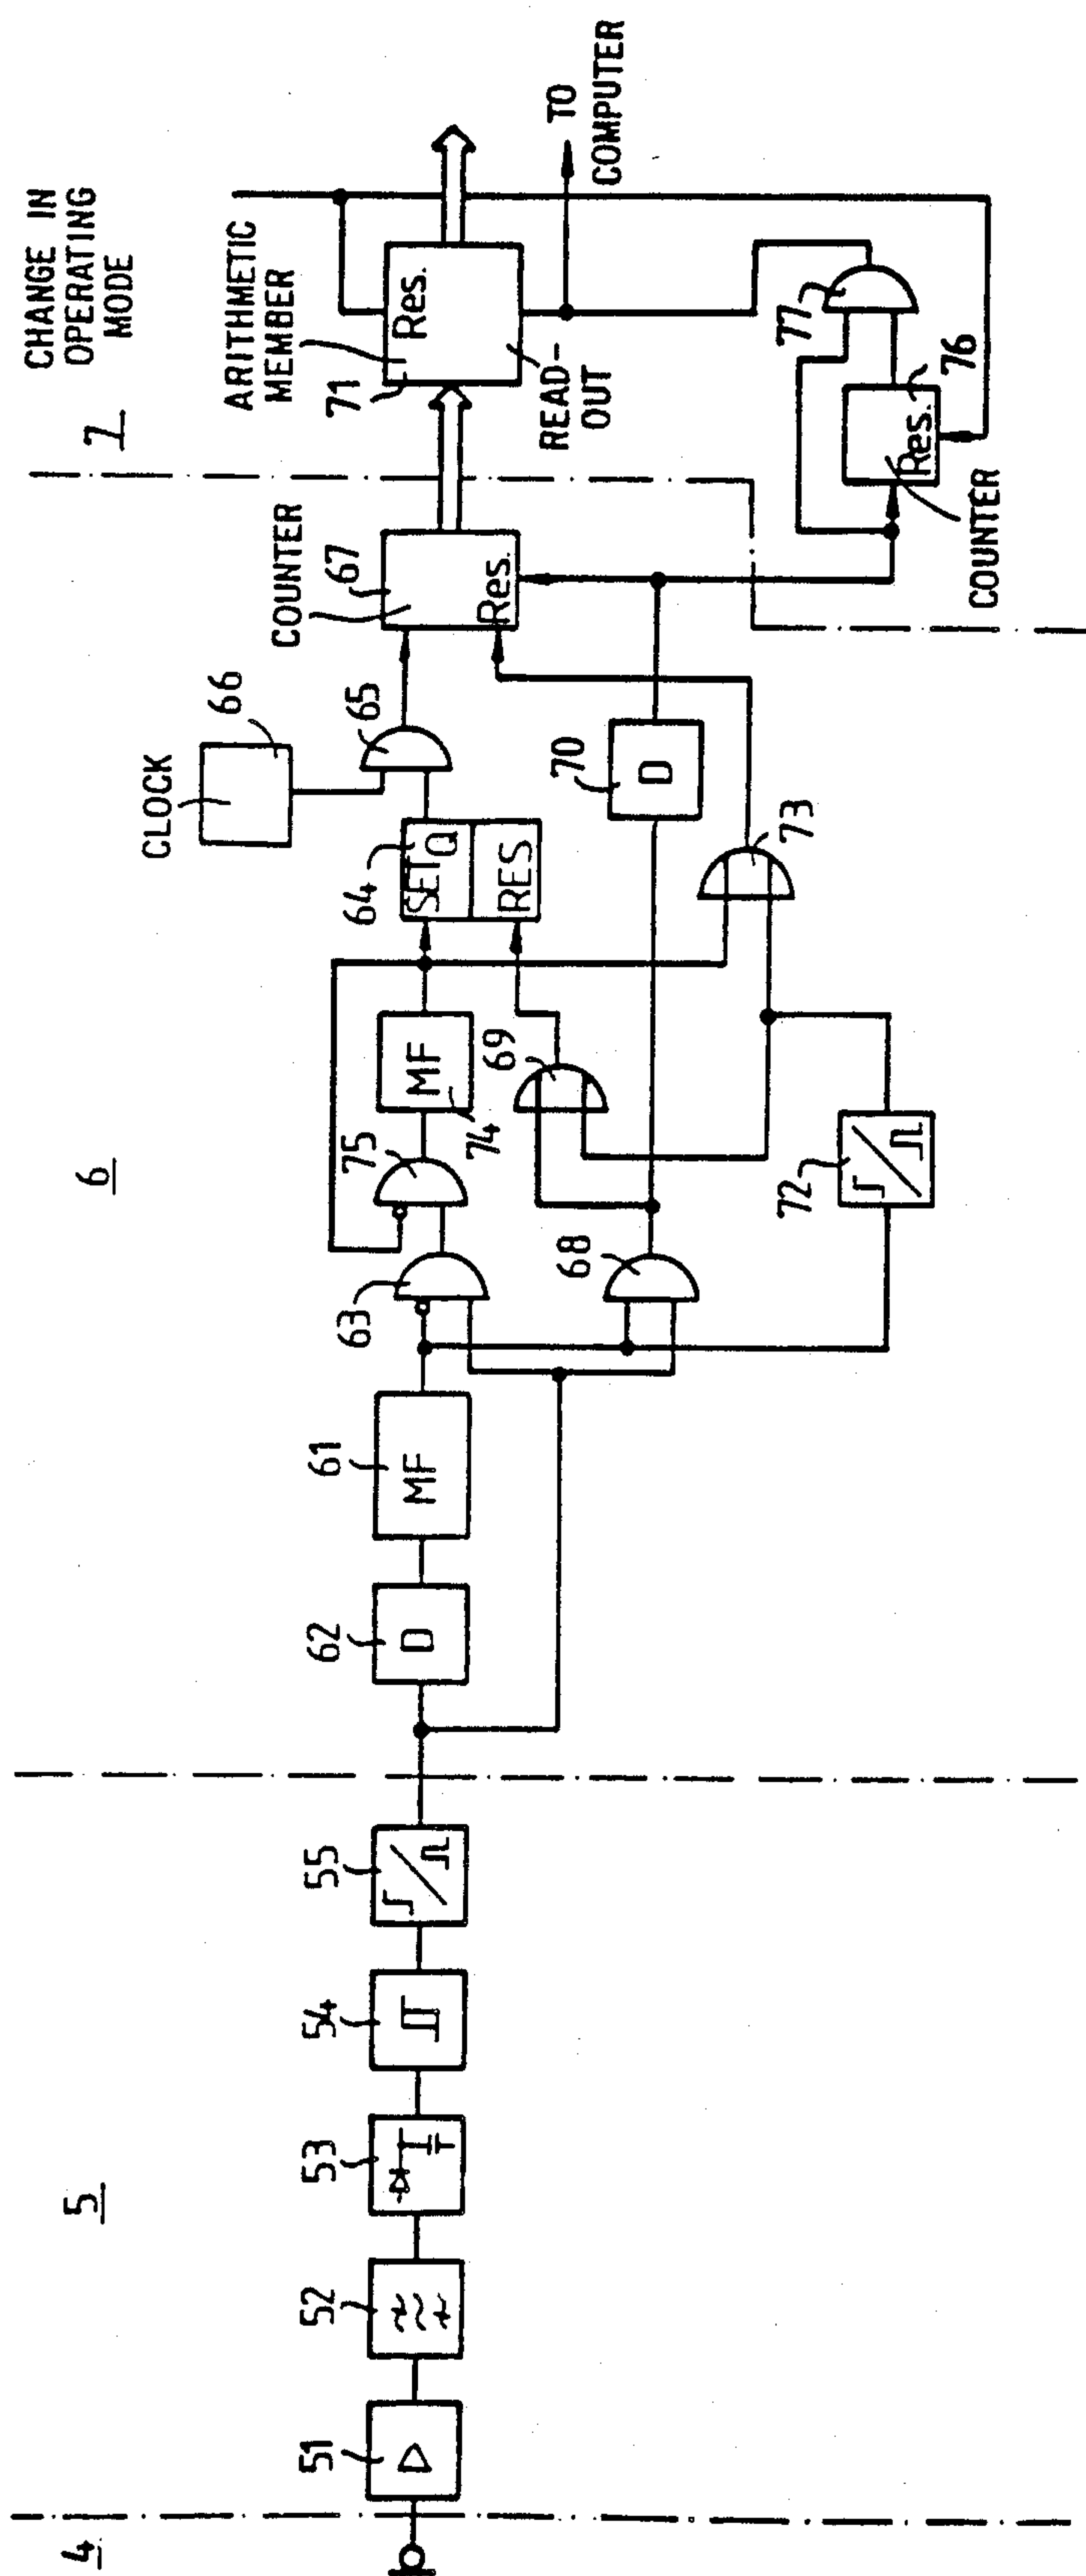 4
5
6
7
CHANGE IN
OPERATING
MODE
51
52
53
54
55
62
D
61
MF
63
75
74
MF
64
SET
Q
RES
CLOCK
66
65
COUNTER
67
Res.
ARITHMETIC
MEMBER
71
Res.
READ-
OUT
TO
COMPUTER
68
69
70
D
72
73
77
76
Res.
COUNTER